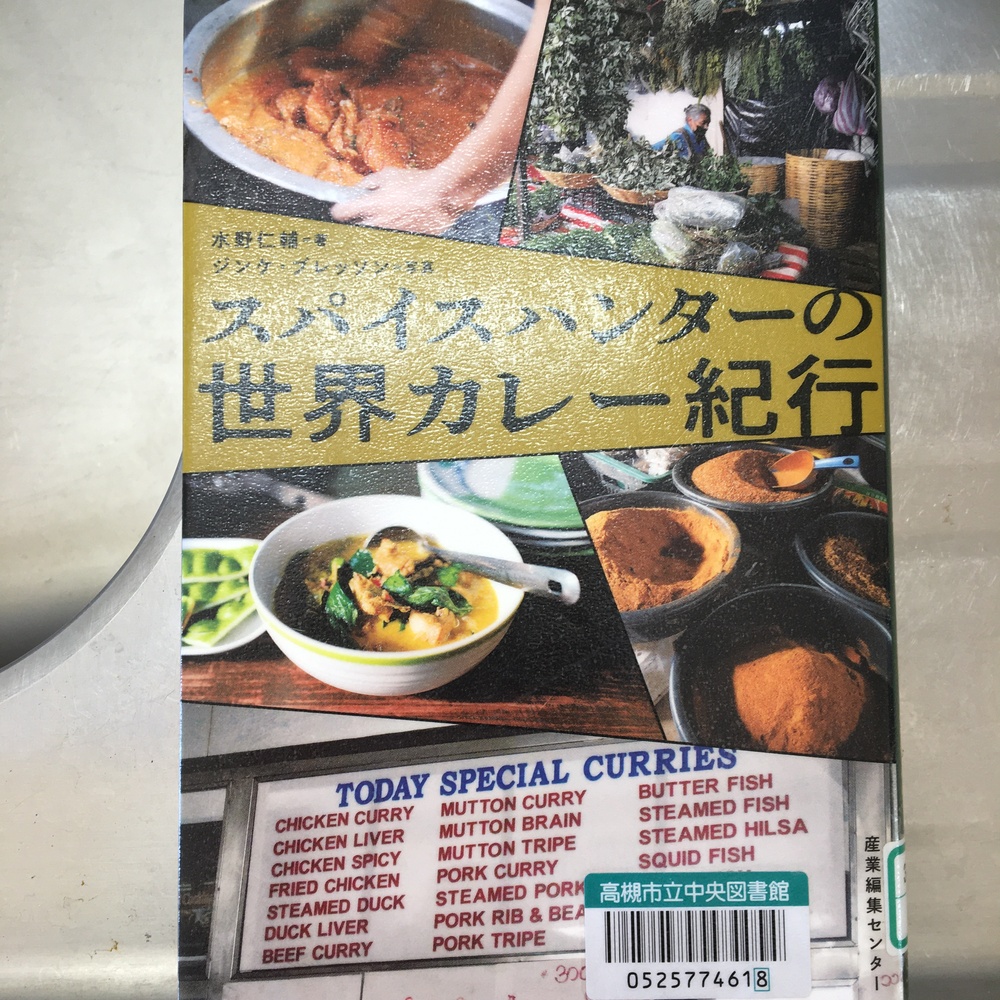 水野仁輔・著
ジンケ・ブレッソン・写真
スパイスハンターの
世界カレー紀行
TODAY SPECIAL CURRIES
CHICKEN CURRY
CHICKEN LIVER
CHICKEN SPICY
FRIED CHICKEN
STEAMED DUCK
DUCK LIVER
BEEF CURRY
MUTTON CURRY
MUTTON BRAIN
MUTTON TRIPE
PORK CURRY
STEAMED PORK
PORK RIB & BEA
PORK TRIPE
BUTTER FISH
STEAMED FISH
STEAMED HILSA
SQUID FISH
300
高槻市立中央図書館
0525774618
産業編集センター